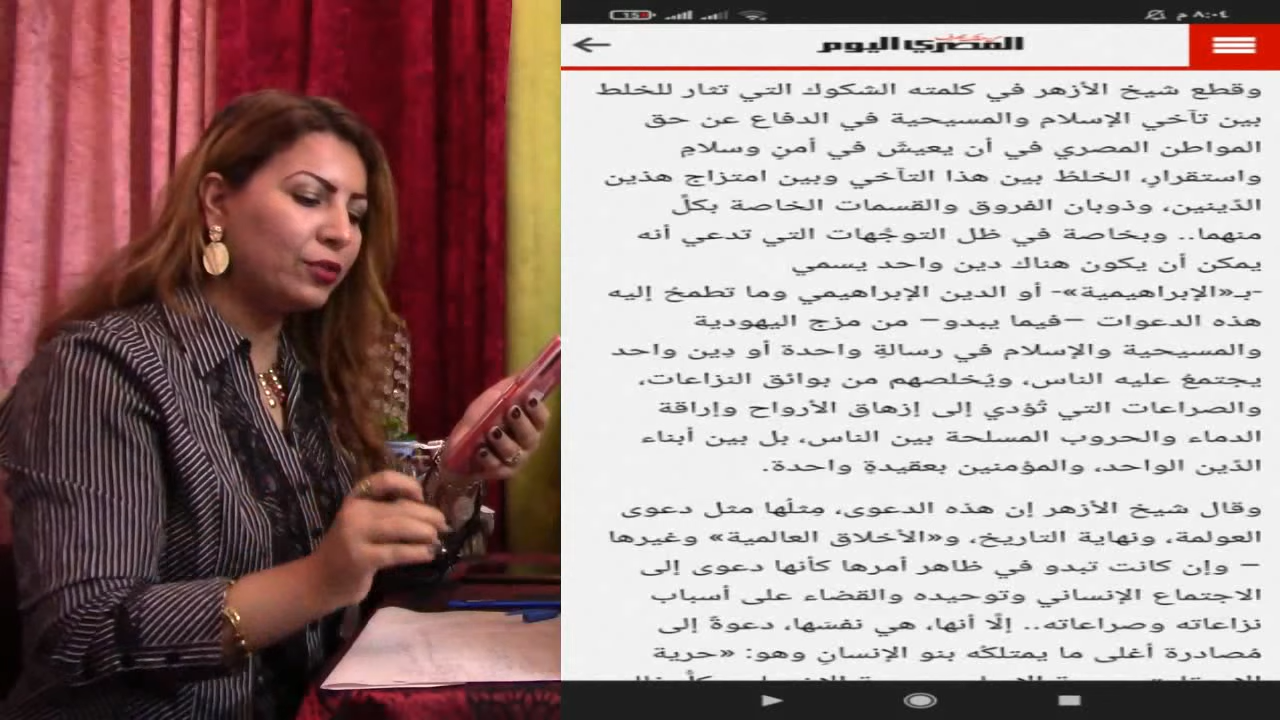 ٨:٠٤ م
15
المصري اليوم
وقطع شيخ الأزهر في كلمته الشكوك التي تثار للخلط
بين تآخي الإسلام والمسيحية في الدفاع عن حق
المواطن المصري في أن يعيشَ في أمنٍ وسلامٍ
واستقرارٍ، الخلطُ بين هذا التآخي وبين امتزاج هذين
الدِّينين، وذوبان الفروق والقسمات الخاصة بكلٍّ
منهما.. وبخاصة في ظل التوجُّهات التي تدعي أنه
يمكن أن يكون هناك دين واحد يسمي
-بـ«الإبراهيمية»- أو الدين الإبراهيمي وما تطمحُ إليه
هذه الدعوات –فيما يبدو– من مزج اليهودية
والمسيحية والإسلام في رسالةٍ واحدة أو دِين واحد
يجتمعُ عليه الناس، ويُخلصهم من بوائق النزاعات،
والصراعات التي تُؤدي إلى إزهاق الأرواح وإراقة
الدماء والحروب المسلحة بين الناس، بل بين أبناء
الدِّين الواحد، والمؤمنين بعقيدةٍ واحدة.
وقال شيخ الأزهر إن هذه الدعوى، مِثلُها مثل دعوى
العولمة، ونهاية التاريخ، و«الأخلاق العالمية» وغيرها
– وإن كانت تبدو في ظاهر أمرها كأنها دعوى إلى
الاجتماع الإنساني وتوحيده والقضاء على أسباب
نزاعاته وصراعاته.. إلَّا أنها، هي نفسَها، دعوةٌ إلى
مُصادرة أغلى ما يمتلكُه بنو الإنسانِ وهو: «حرية